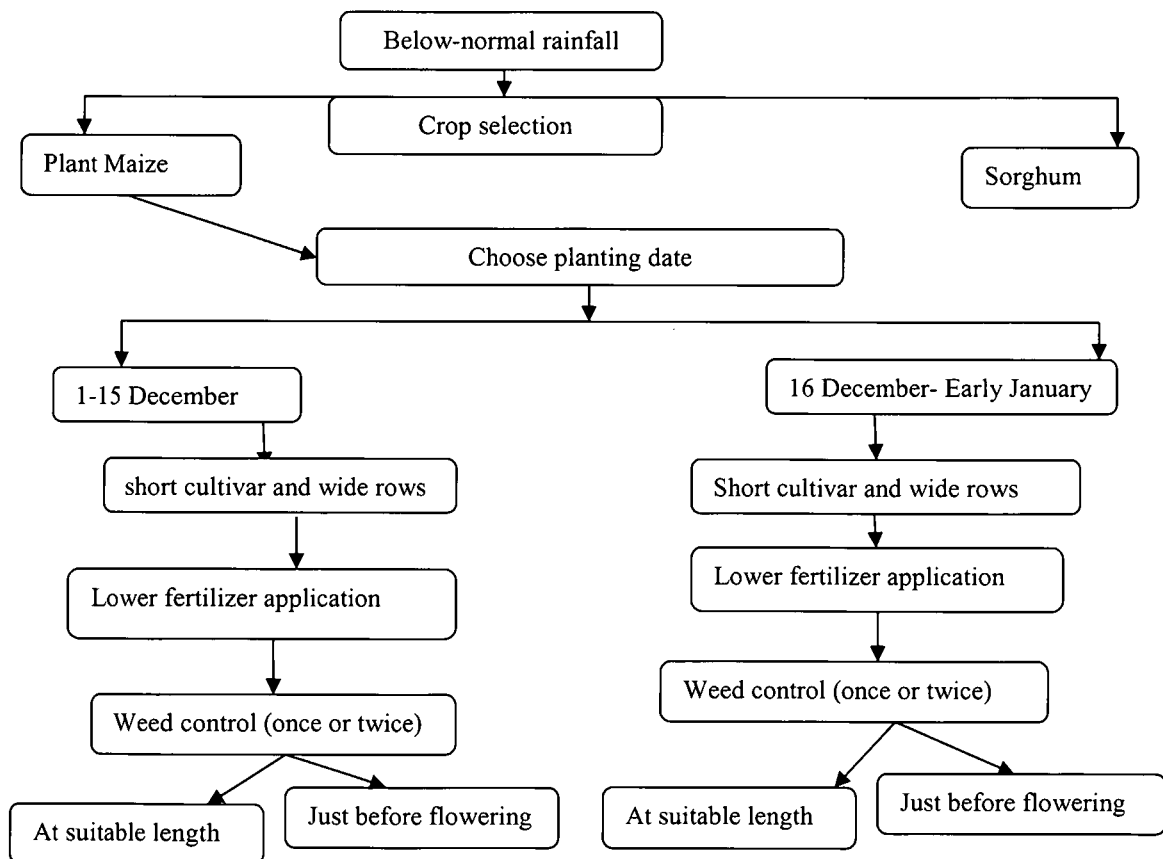 Below-normal rainfall
Crop selection
Plant Maize
Sorghum
Choose planting date
1-15 December
16 December- Early January
short cultivar and wide rows
Short cultivar and wide rows
Lower fertilizer application
Lower fertilizer application
Weed control (once or twice)
Weed control (once or twice)
At suitable length
Just before flowering
At suitable length
Just before flowering